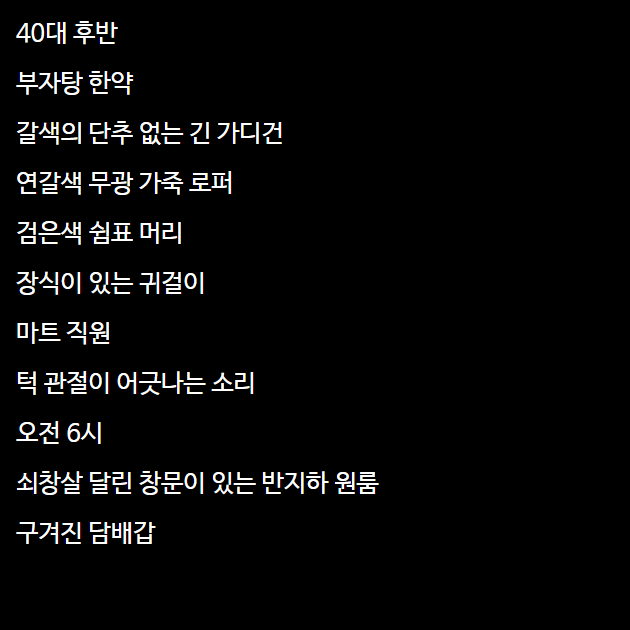 40대 후반
부자탕 한약
갈색의 단추 없는 긴 가디건
연갈색 무광 가죽 로퍼
검은색 쉼표 머리
장식이 있는 귀걸이
마트 직원
턱 관절이 어긋나는 소리
오전 6시
쇠창살 달린 창문이 있는 반지하 원룸
구겨진 담배갑